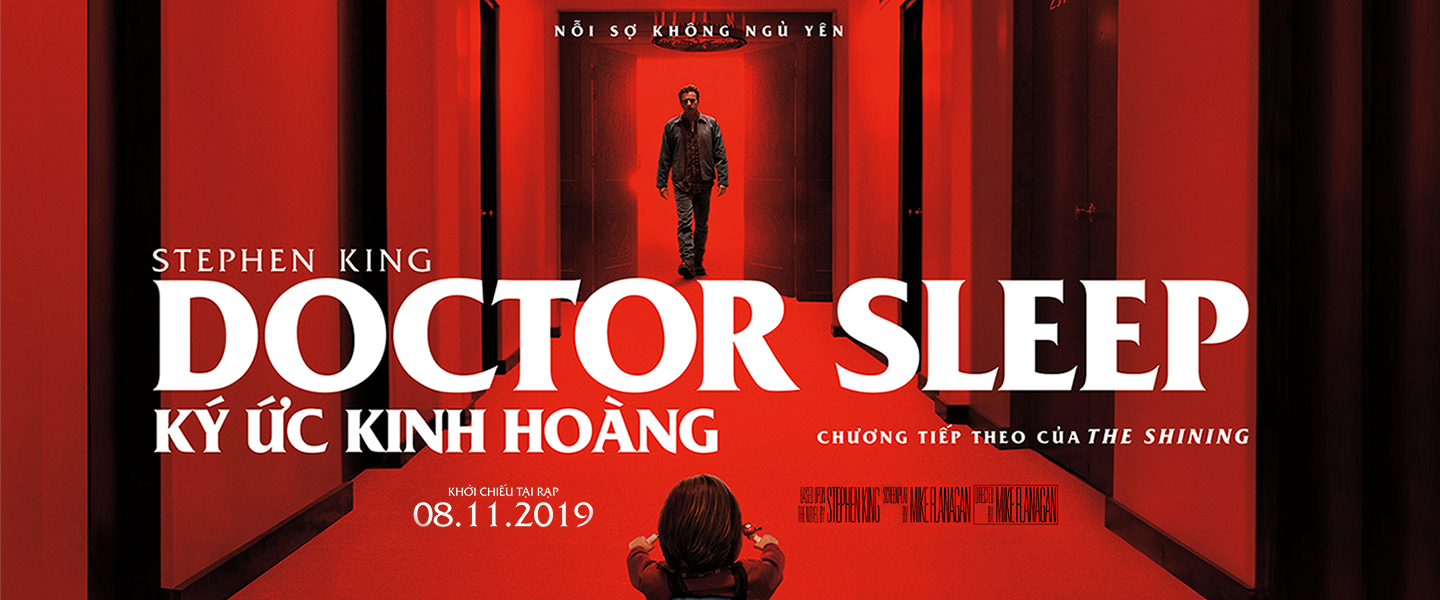 NỖI SỢ KHÔNG NGỦ YÊN
STEPHEN KING
DOCTOR SLEEP
KÝ ỨC KINH HOÀNG
CHƯƠNG TIẾP THEO CỦA THE SHINING
KHỞI CHIẾU TẠI RẠP
08.11.2019
BASED UPON THE NOVEL BY STEPHEN KING SCREENPLAY BY MIKE FLANAGAN DIRECTED BY MIKE FLANAGAN